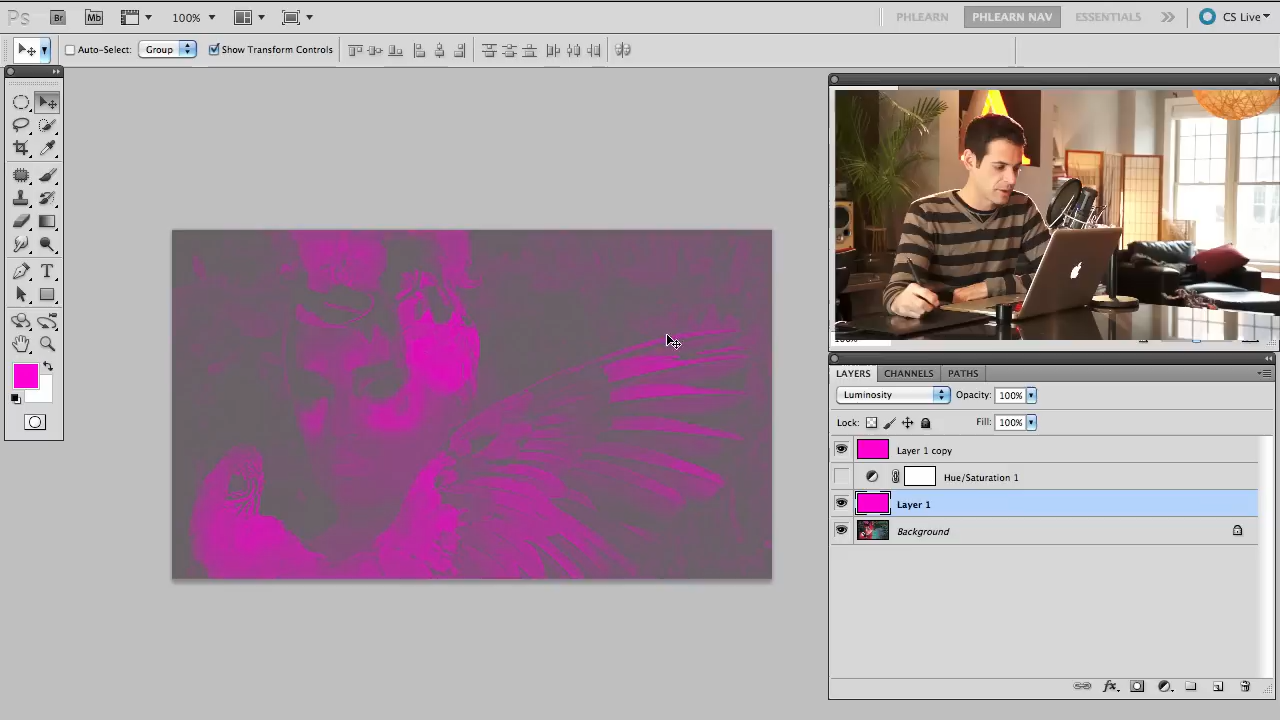 Ps Br Mb 100% PHLEARN PHLEARN NAV ESSENTIALS CS Live
Auto-Select: Group Show Transform Controls
LAYERS CHANNELS PATHS
Luminosity Opacity: 100%
Lock: Fill: 100%
Layer 1 copy
Hue/Saturation 1
Layer 1
Background
T
fx